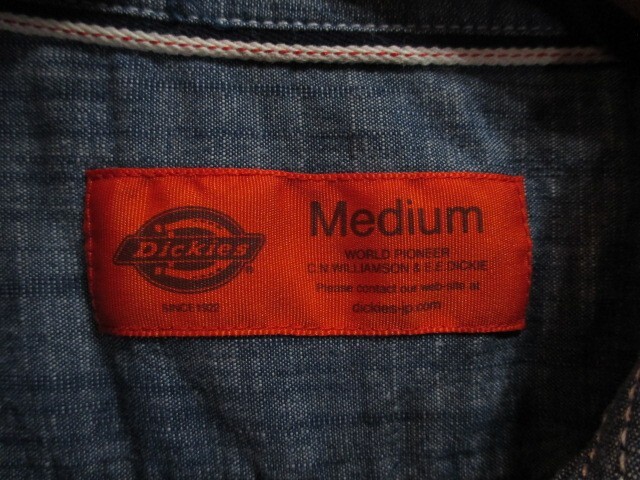 Dickies
®
SINCE 1922
Medium
WORLD PIONEER
C.N.WILLIAMSON & E.E.DICKIE
Please contact our web-site at
dickies-jp.com